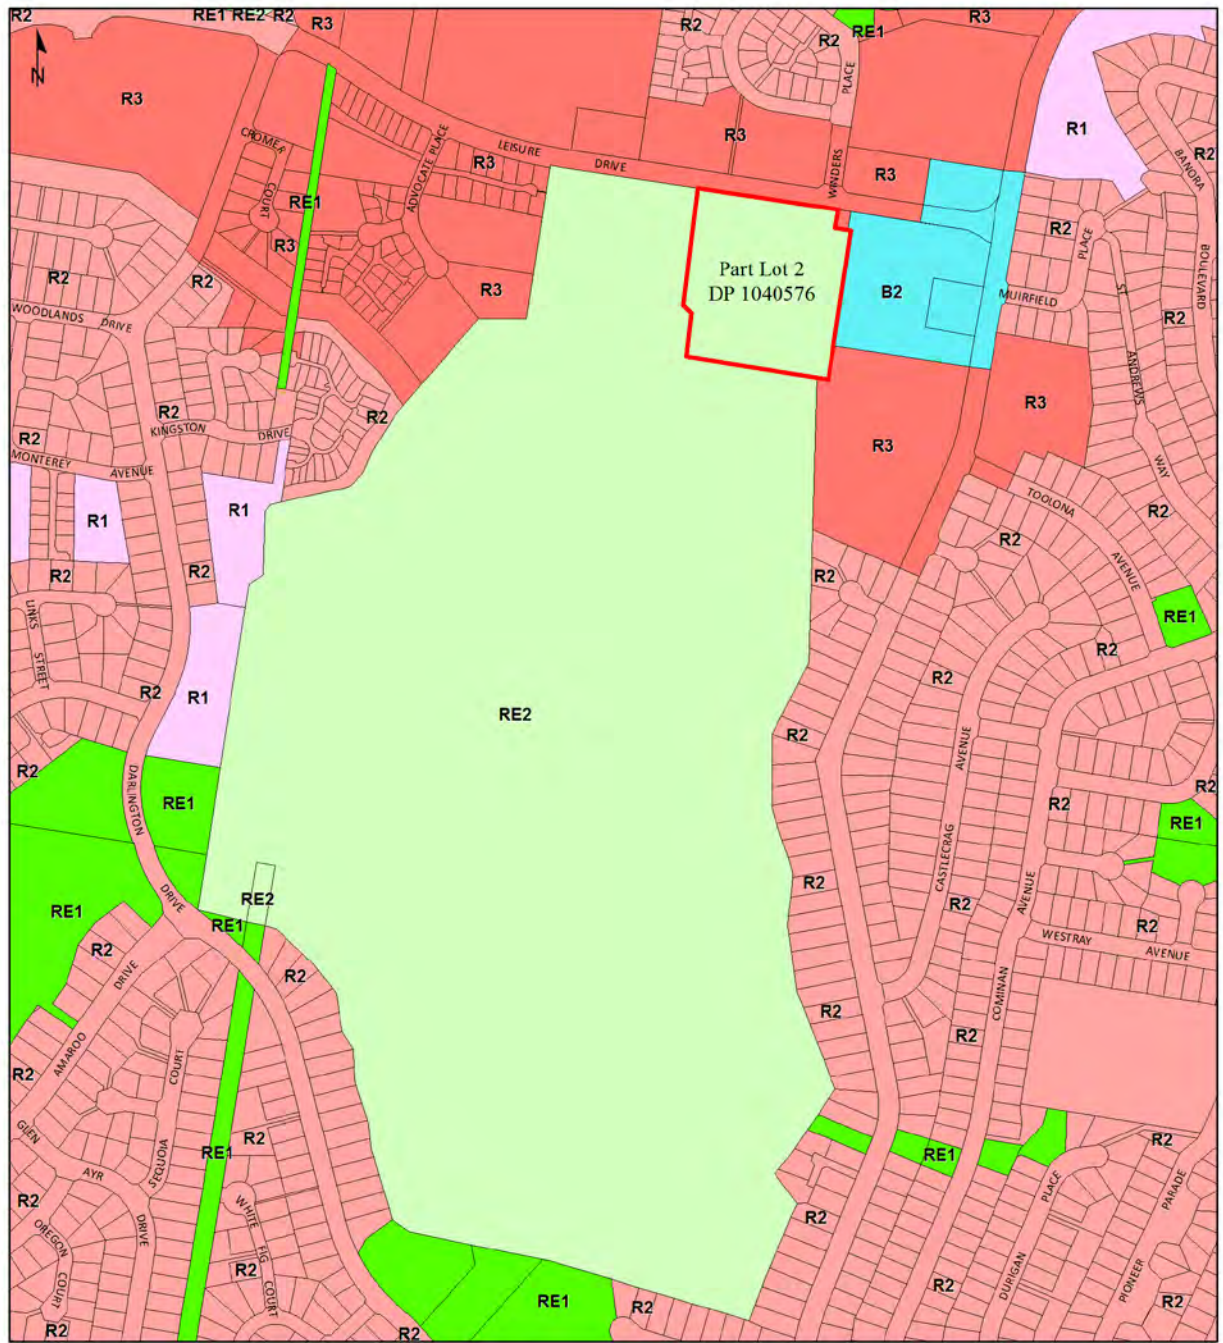 R2
RE1
RE2
R2
R3
R2
R2
RE1
R3
N
R3
PLACE
R1
CROMER
LEISURE
DRIVE
ADVOCATE PLACE
R3
R3
WINDERS
R3
BANORA
R2
COURT
RE1
R3
R2
PLACE
R2
R2
Part Lot 2
DP 1040576
R3
B2
MUIRFIELD
ST
BOULEVARD
WOODLANDS
DRIVE
R2
ANDREWS
R2
R2
R3
KINGSTON
DRIVE
R2
R3
MONTEREY
AVENUE
WAY
R1
R1
TOOLONA
R2
R2
R2
R2
R2
AVENUE
LINKS
STREET
RE1
R2
R2
R2
R1
RE2
R2
AVENUE
R2
DARLINGTON
R2
RE1
R2
RE1
CASTLECRAG
DRIVE
R2
RE2
R2
AVENUE
RE1
RE1
R2
WESTRAY
AVENUE
R2
R2
DRIVE
COMINAN
R2
R2
AMAROO
COURT
R2
GLEN
R2
RE1
SEQUOIA
RE1
R2
AYR
PLACE
PARADE
R2
WHITE
R2
OREGON
DRIVE
FIG
R2
COURT
COURT
DURIGAN
PIONEER
R2
RE1
R2
R2
R2
R2